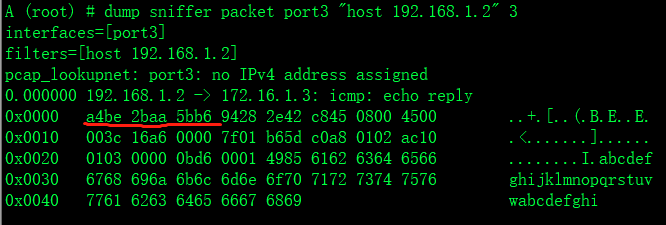 A (root) # dump sniffer packet port3 "host 192.168.1.2" 3
interfaces=[port3]
filters=[host 192.168.1.2]
pcap_lookupnet: port3: no IPv4 address assigned
0.000000 192.168.1.2 -> 172.16.1.3: icmp: echo reply
0x0000 a4be 2baa 5bb6 9428 2e42 c845 0800 4500 ..+.[..(.B.E..E.
0x0010 003c 16a6 0000 7f01 b65d c0a8 0102 ac10 .<.......]......
0x0020 0103 0000 0bd6 0001 4985 6162 6364 6566 ........I.abcdef
0x0030 6768 696a 6b6c 6d6e 6f70 7172 7374 7576 ghijklmnopqrstuv
0x0040 7761 6263 6465 6667 6869 wabcdefghi